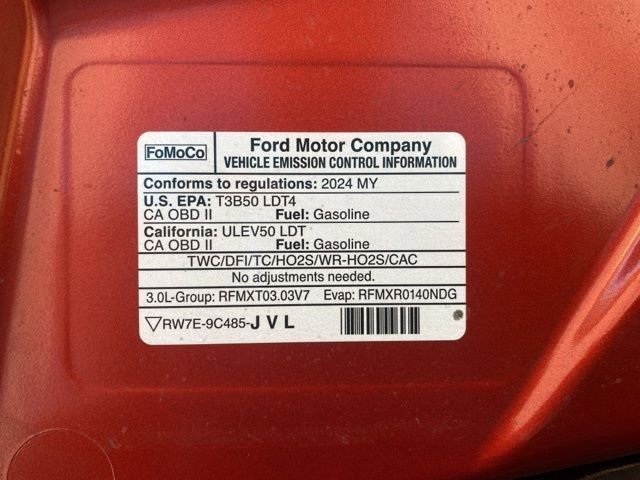 FoMoCo
Ford Motor Company
VEHICLE EMISSION CONTROL INFORMATION
Conforms to regulations: 2024 MY
U.S. EPA: T3B50 LDT4
CA OBD II Fuel: Gasoline
California: ULEV50 LDT
CA OBD II Fuel: Gasoline
TWC/DFI/TC/HO2S/WR-HO2S/CAC
No adjustments needed.
3.0L-Group: RFMXT03.03V7 Evap: RFMXR0140NDG
RW7E-9C485-J V L